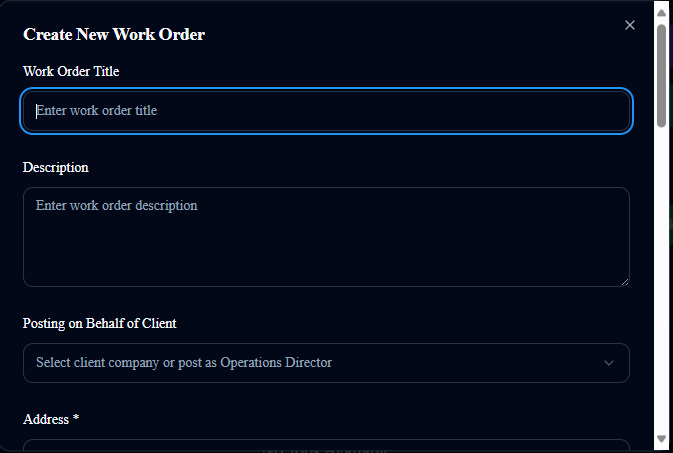 Create New Work Order
Work Order Title
Enter work order title
Description
Enter work order description
Posting on Behalf of Client
Select client company or post as Operations Director
Address *